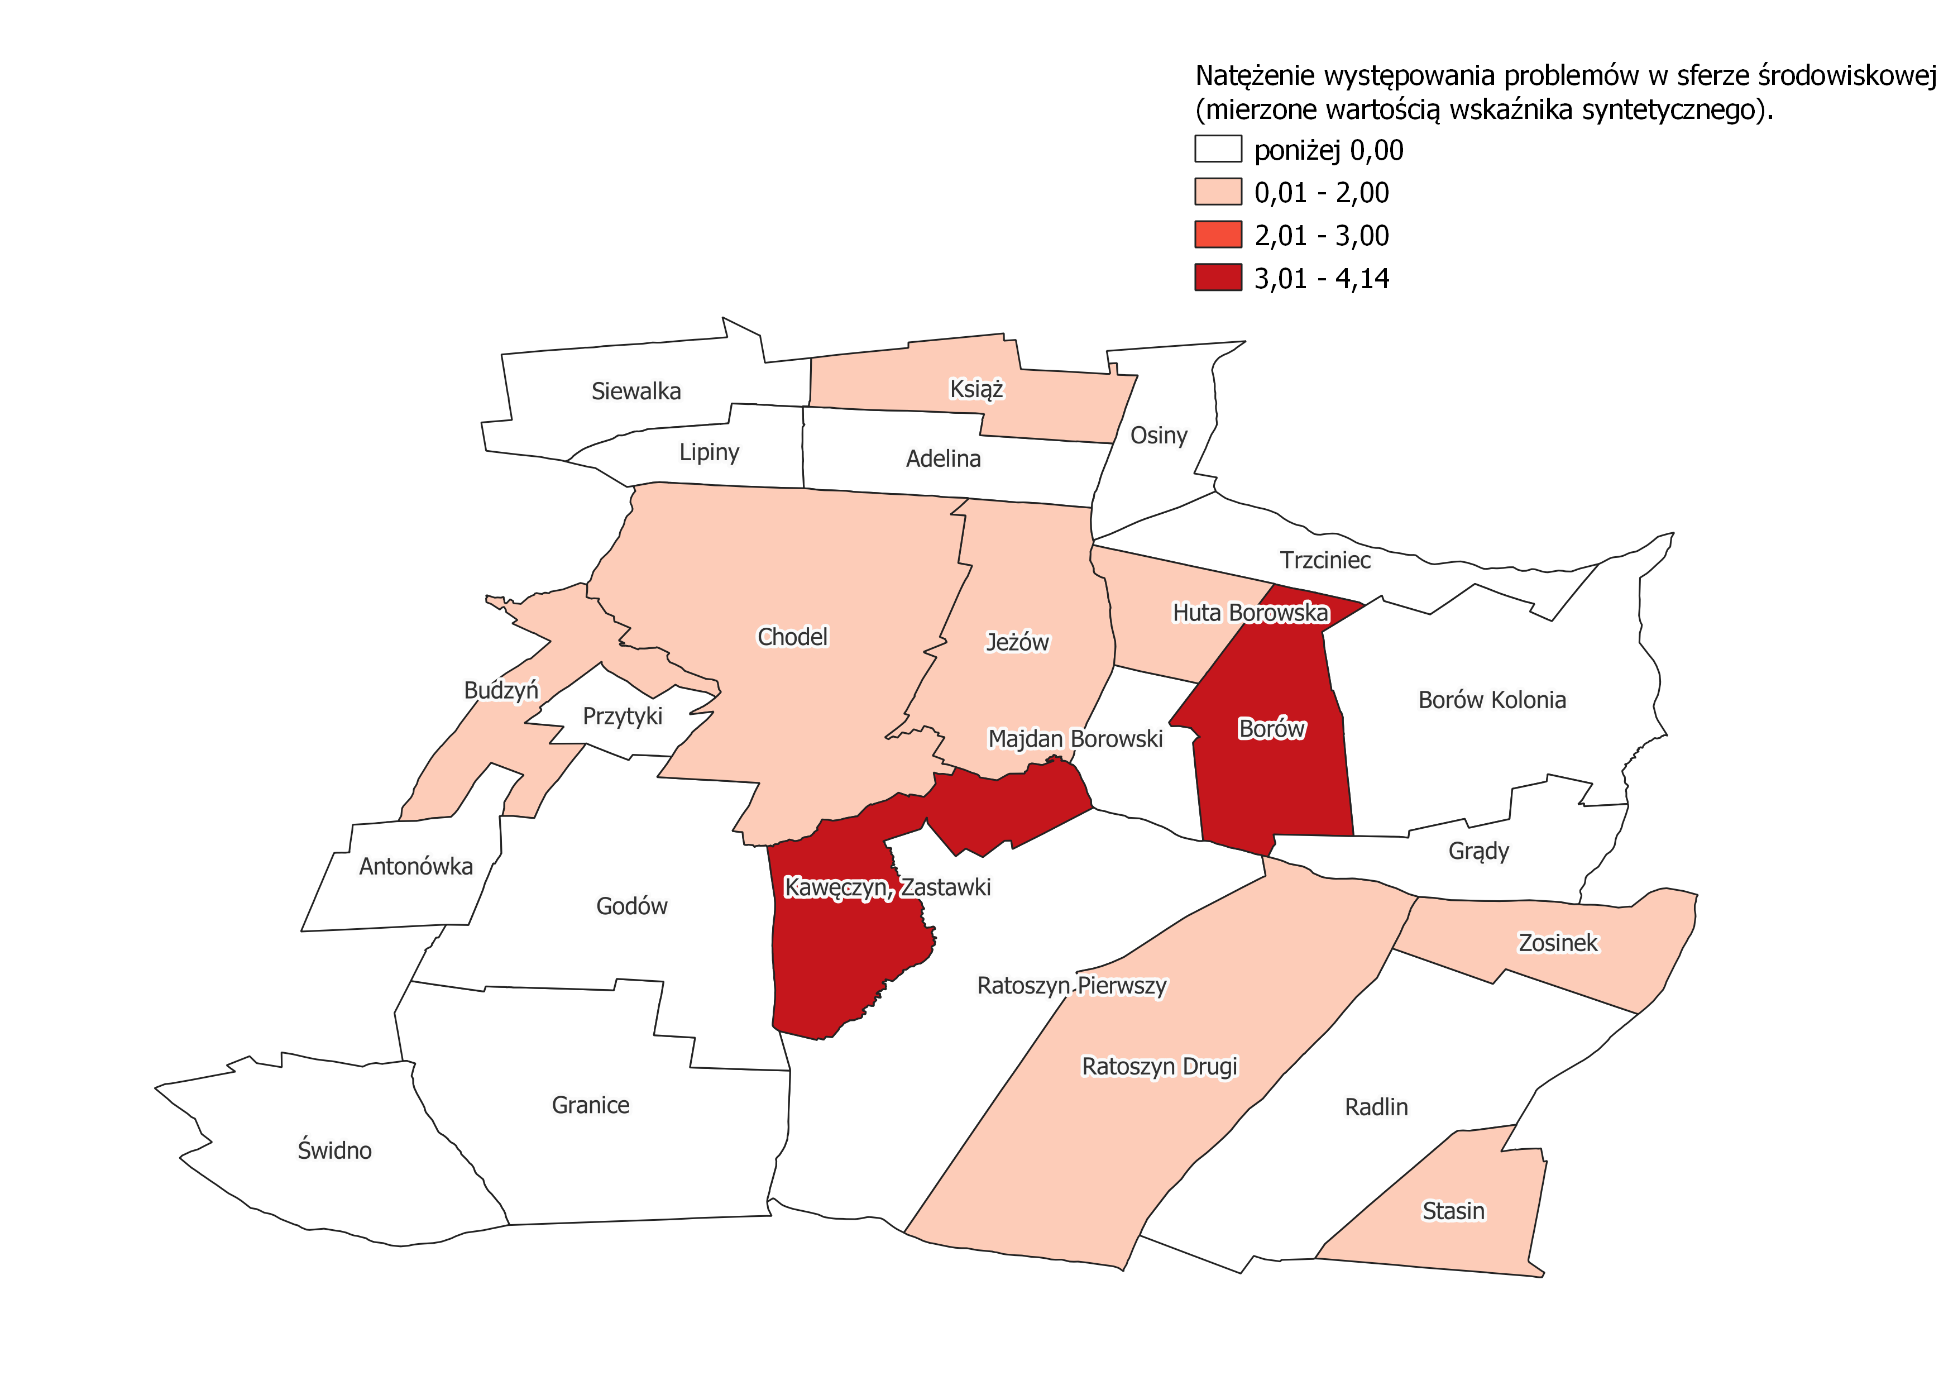 Natężenie występowania problemów w sferze środowiskowej
(mierzone wartością wskaźnika syntetycznego).
poniżej 0,00
0,01 - 2,00
2,01 - 3,00
3,01 - 4,14
Siewalka
Książ
Osiny
Lipiny
Adelina
Trzciniec
Huta Borowska
Chodel
Jeżów
Budzyń
Przytyki
Borów Kolonia
Borów
Majdan Borowski
Grądy
Antonówka
Kawęczyn, Zastawki
Godów
Zosinek
Ratoszyn Pierwszy
Ratoszyn Drugi
Granice
Radlin
Świdno
Stasin